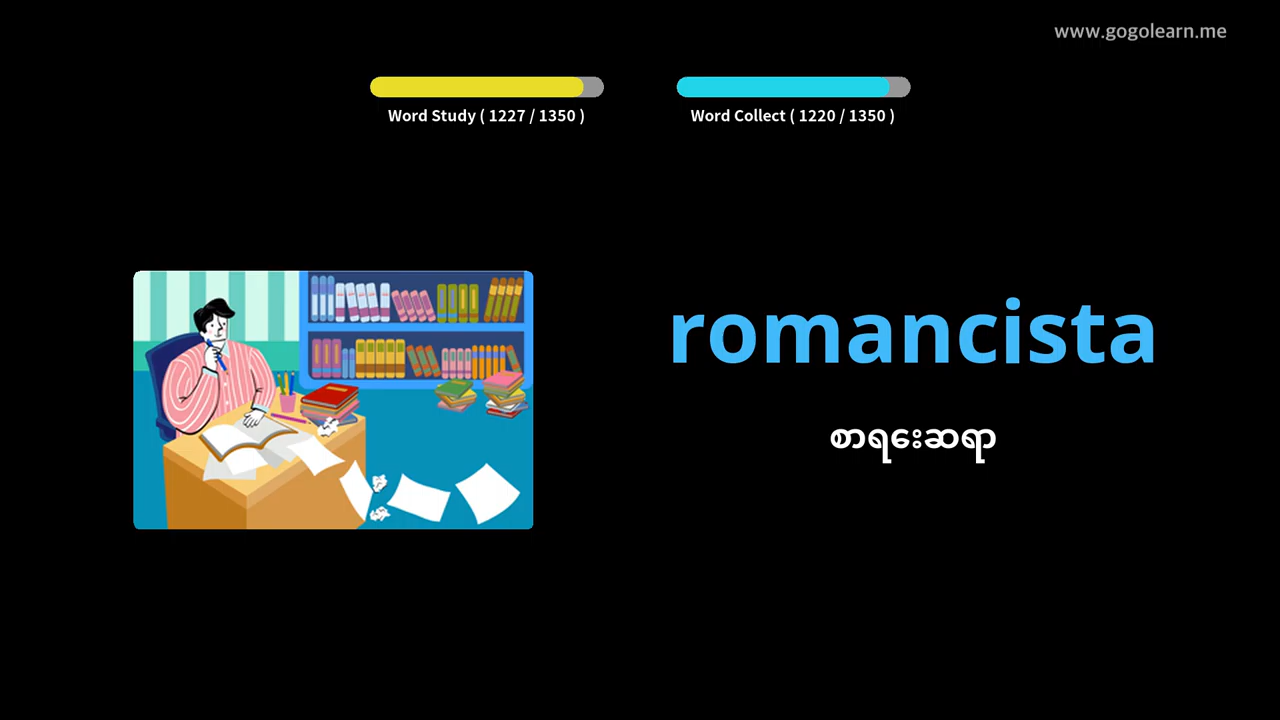 www.gogolearn.me
Word Study ( 1227 / 1350 )
Word Collect ( 1220 / 1350 )
romancista
စာရေးဆရာ